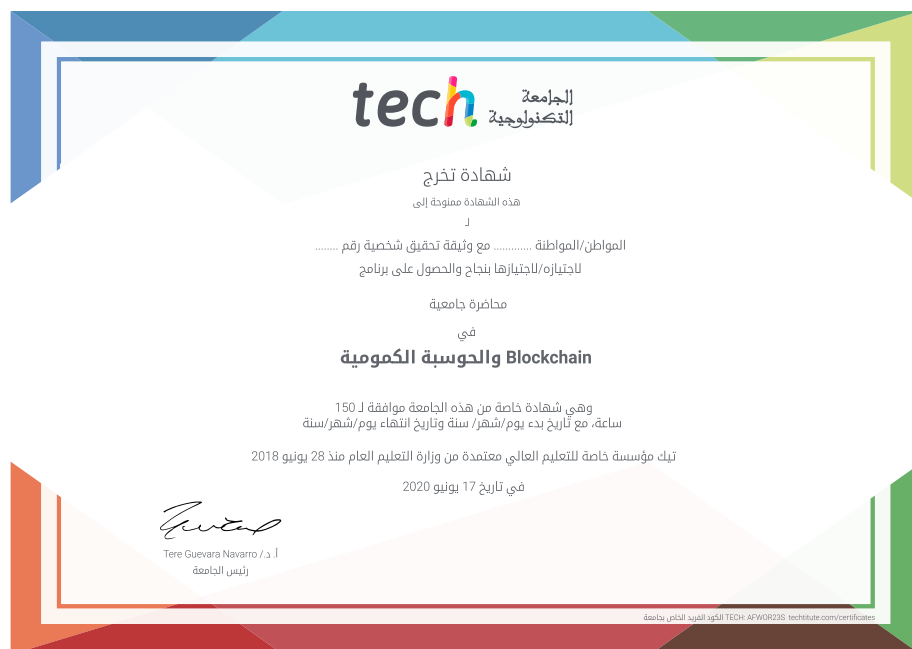 tech
الجامعة
التكنولوجية
شهادة تخرج
هذه الشهادة ممنوحة إلى
لـ
المواطن/المواطنة ............. مع وثيقة تحقيق شخصية رقم ........
لاجتيازه/لاجتيازها بنجاح والحصول على برنامج
محاضرة جامعية
في
Blockchain والحوسبة الكمومية
وهي شهادة خاصة من هذه الجامعة موافقة لـ 150
ساعة، مع تاريخ بدء يوم/شهر/ سنة وتاريخ انتهاء يوم/شهر/سنة
تيك مؤسسة خاصة للتعليم العالي معتمدة من وزارة التعليم العام منذ 28 يونيو 2018
في تاريخ 17 يونيو 2020
أ. د./ Tere Guevara Navarro
رئيس الجامعة
الكود الفريد الخاص بجامعة TECH: AFWOR23S techtitute.com/certificates